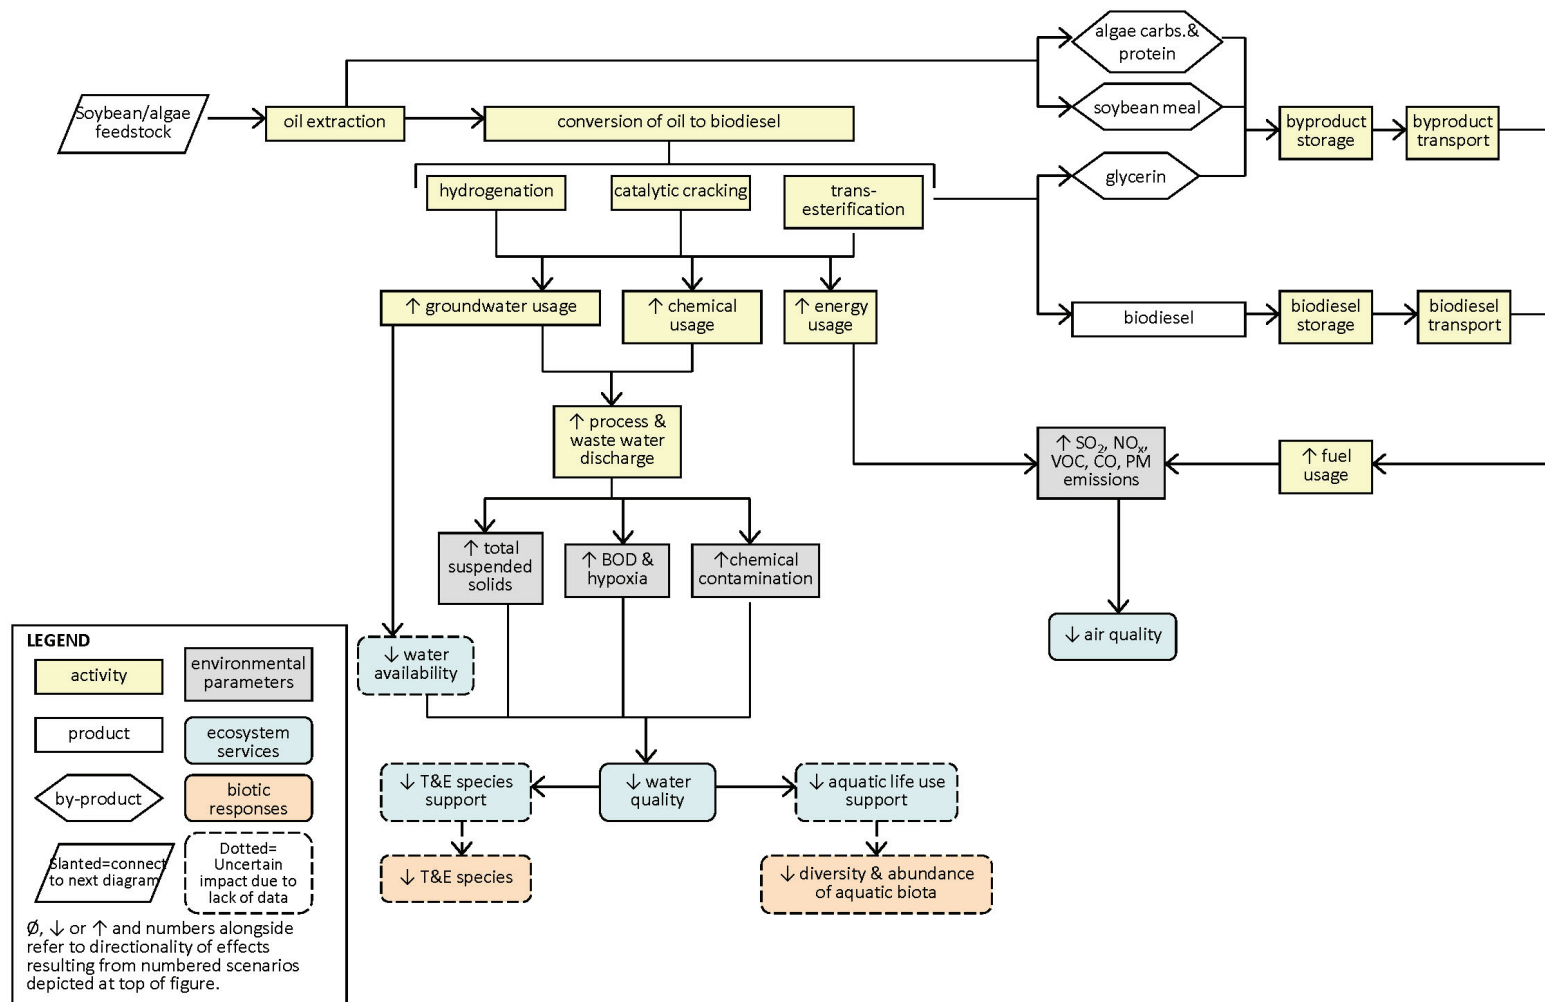 algae carbs.&
protein
Soybean/algae
feedstock
oil extraction
conversion of oil to biodiesel
soybean meal
byproduct
storage
byproduct
transport
hydrogenation
catalytic cracking
trans-
esterification
glycerin
↑ groundwater usage
↑ chemical
usage
↑ energy
usage
biodiesel
biodiesel
storage
biodiesel
transport
↑ process &
waste water
discharge
↑ SO₂, NOₓ,
VOC, CO, PM
emissions
↑ fuel
usage
↑ total
suspended
solids
↑ BOD &
hypoxia
↑chemical
contamination
↓ water
availability
↓ air quality
↓ T&E species
support
↓ water
quality
↓ aquatic life use
support
↓ T&E species
↓ diversity & abundance
of aquatic biota
LEGEND
activity
environmental
parameters
product
ecosystem
services
by-product
biotic
responses
Slanted=connect
to next diagram
Dotted=
Uncertain
impact due to
lack of data
Ø, ↓ or ↑ and numbers alongside
refer to directionality of effects
resulting from numbered scenarios
depicted at top of figure.